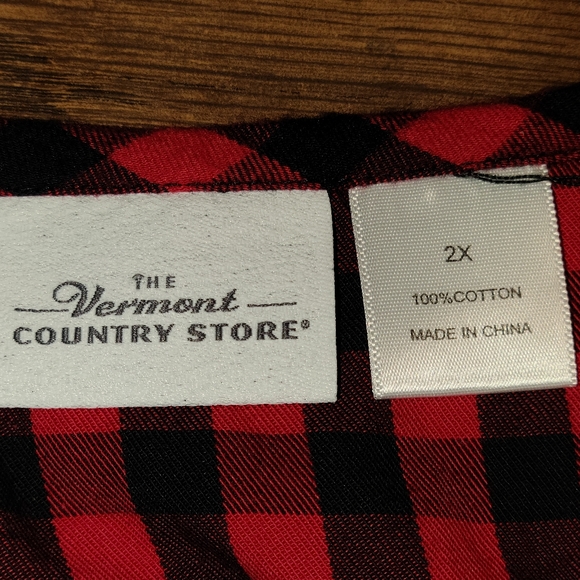 THE
Vermont
COUNTRY STORE®
2X
100%COTTON
MADE IN CHINA